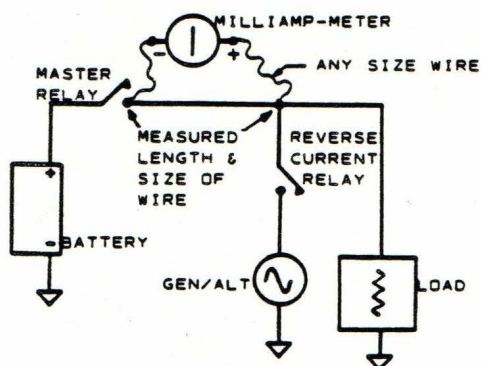 MILLIAMP-METER
- +
MASTER
RELAY
ANY SIZE WIRE
MEASURED
LENGTH &
SIZE OF
WIRE
REVERSE
CURRENT
RELAY
+
-
BATTERY
GEN/ALT
LOAD